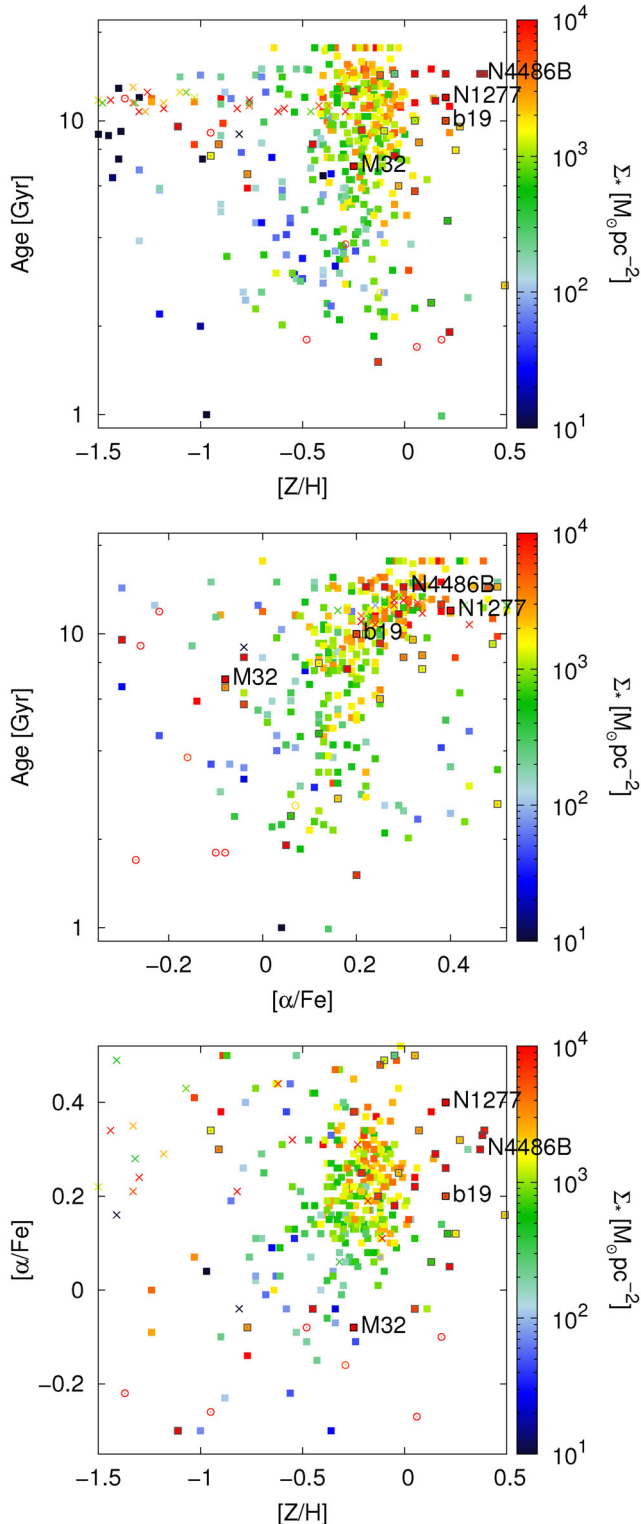 10
1
Age [Gyr]
N4486B
N1277
b19
M32
-1.5
-1
-0.5
0
0.5
[Z/H]
10^4
10^3
10^2
10^1
Σ* [M⊙pc^-2]
10
1
Age [Gyr]
N4486B
N1277
b19
M32
-0.2
0
0.2
0.4
[α/Fe]
10^4
10^3
10^2
10^1
Σ* [M⊙pc^-2]
0.4
0.2
0
-0.2
[α/Fe]
N1277
N4486B
b19
M32
-1.5
-1
-0.5
0
0.5
[Z/H]
10^4
10^3
10^2
10^1
Σ* [M⊙pc^-2]